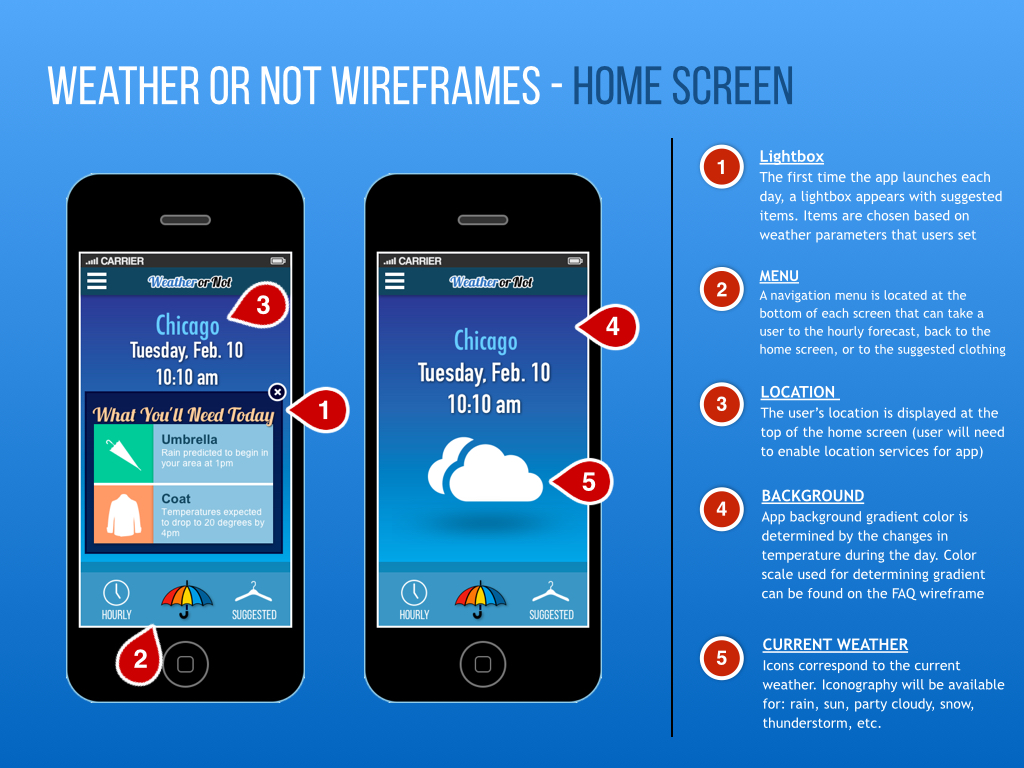 WEATHER OR NOT WIREFRAMES - HOME SCREEN
CARRIER
Weather or Not
3
Chicago
Tuesday, Feb. 10
10:10 am
1
What You'll Need Today
Umbrella
Rain predicted to begin in
your area at 1pm
Coat
Temperatures expected
to drop to 20 degrees by
4pm
HOURLY
SUGGESTED
2
CARRIER
Weather or Not
4
Chicago
Tuesday, Feb. 10
10:10 am
5
HOURLY
SUGGESTED
1
Lightbox
The first time the app launches each
day, a lightbox appears with suggested
items. Items are chosen based on
weather parameters that users set
2
MENU
A navigation menu is located at the
bottom of each screen that can take a
user to the hourly forecast, back to the
home screen, or to the suggested clothing
3
LOCATION
The user's location is displayed at the
top of the home screen (user will need
to enable location services for app)
4
BACKGROUND
App background gradient color is
determined by the changes in
temperature during the day. Color
scale used for determining gradient
can be found on the FAQ wireframe
5
CURRENT WEATHER
Icons correspond to the current
weather. Iconography will be available
for: rain, sun, party cloudy, snow,
thunderstorm, etc.